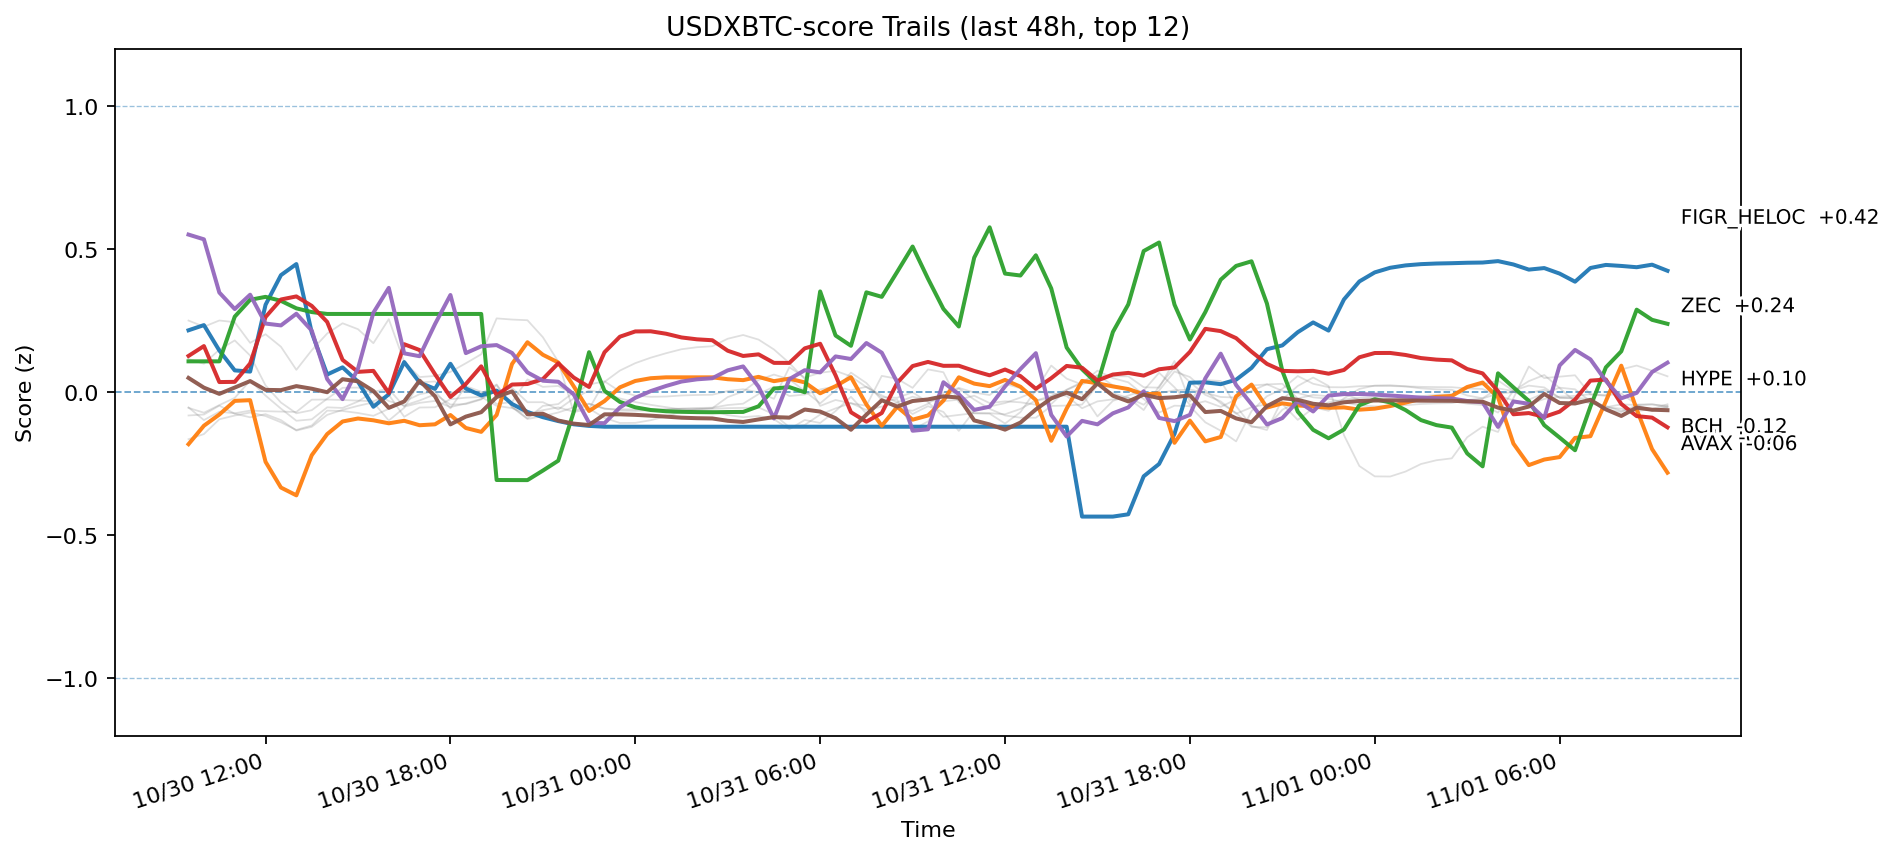 USDXBTC-score Trails (last 48h, top 12)
Score (z)
1.0
0.5
0.0
−0.5
−1.0
FIGR_HELOC +0.42
ZEC +0.24
HYPE +0.10
BCH -0.12
AVAX -0.06
10/30 12:00
10/30 18:00
10/31 00:00
10/31 06:00
10/31 12:00
10/31 18:00
11/01 00:00
11/01 06:00
Time